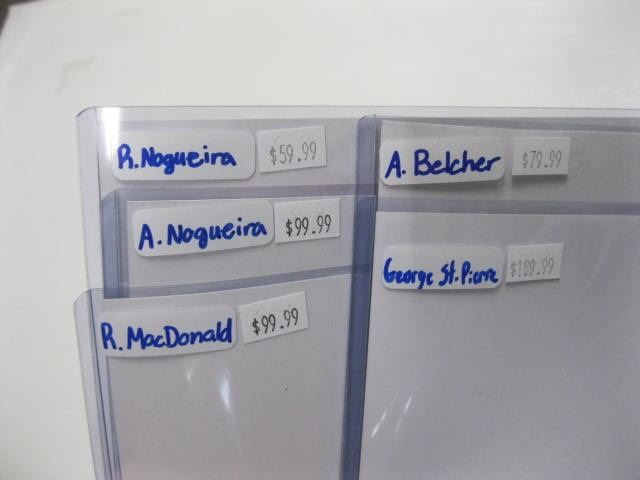 R. Nogueira $59.99
A. Nogueira $99.99
R. MacDonald $99.99
A. Belcher $79.99
George St. Pierre $189.99